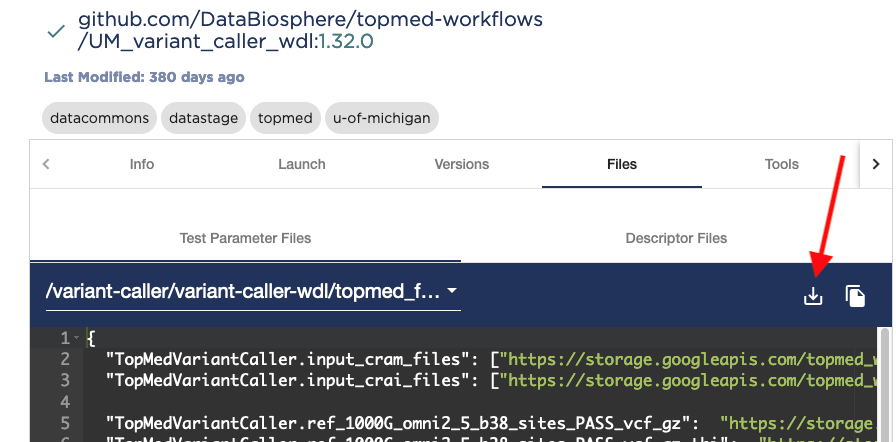 github.com/DataBiosphere/topmed-workflows
/UM_variant_caller_wdl:1.32.0
Last Modified: 380 days ago
datacommons datastage topmed u-of-michigan
Info Launch Versions Files Tools
Test Parameter Files Descriptor Files
/variant-caller/variant-caller-wdl/topmed_f...
1 {
2 "TopMedVariantCaller.input_cram_files": ["https://storage.googleapis.com/topmed_w
3 "TopMedVariantCaller.input_crai_files": ["https://storage.googleapis.com/topmed_w
4
5 "TopMedVariantCaller.ref_1000G_omni2_5_b38_sites_PASS_vcf_gz": "https://storage.